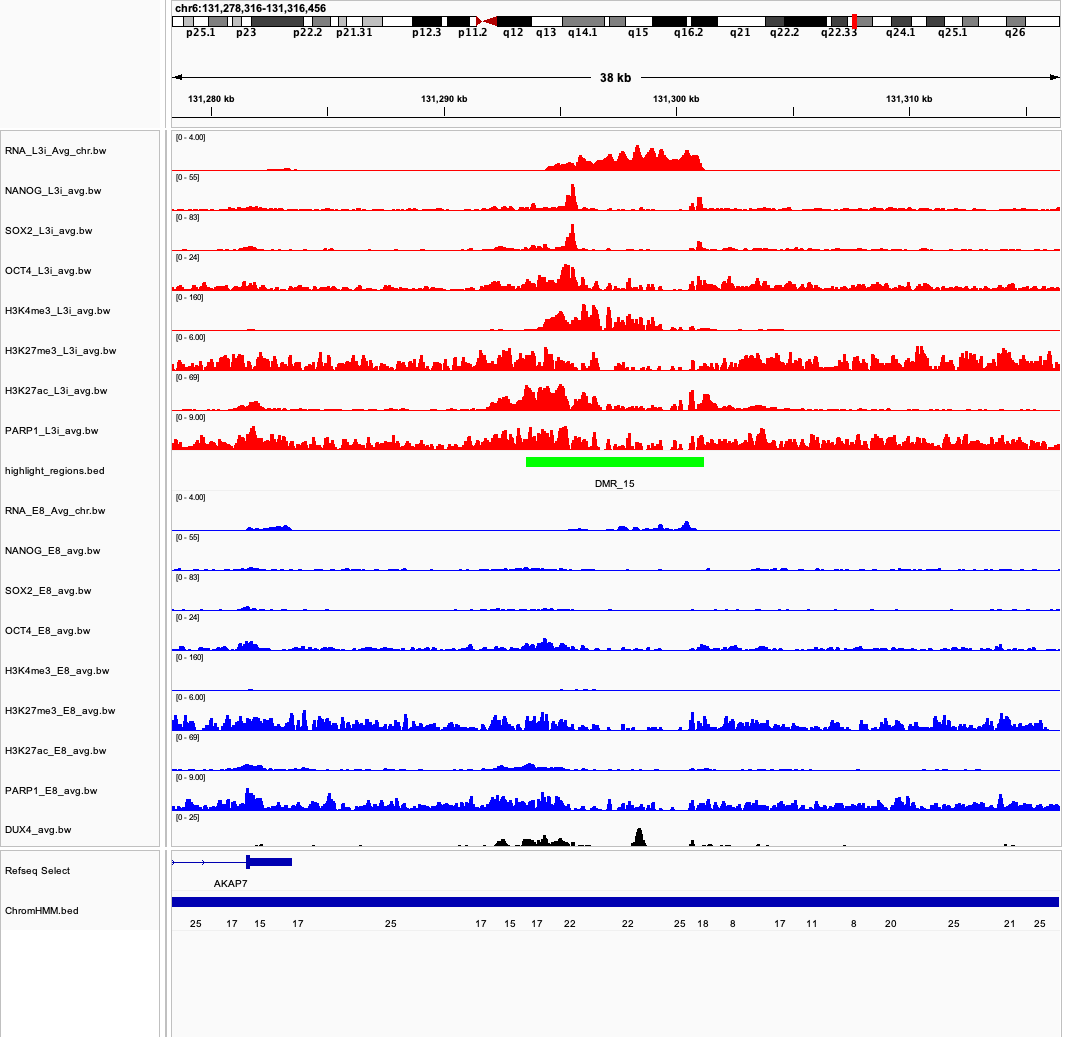 chr6:131,278,316-131,316,456
p25.1 p23 p22.2 p21.31 p12.3 p11.2 q12 q13 q14.1 q15 q16.2 q21 q22.2 q22.33 q24.1 q25.1 q26
38 kb
131,280 kb 131,290 kb 131,300 kb 131,310 kb
[0 - 4.00]
RNA_L3i_Avg_chr.bw
[0 - 55]
NANOG_L3i_avg.bw
[0 - 83]
SOX2_L3i_avg.bw
[0 - 24]
OCT4_L3i_avg.bw
[0 - 160]
H3K4me3_L3i_avg.bw
[0 - 6.00]
H3K27me3_L3i_avg.bw
[0 - 69]
H3K27ac_L3i_avg.bw
[0 - 9.00]
PARP1_L3i_avg.bw
highlight_regions.bed
DMR_15
[0 - 4.00]
RNA_E8_Avg_chr.bw
[0 - 55]
NANOG_E8_avg.bw
[0 - 83]
SOX2_E8_avg.bw
[0 - 24]
OCT4_E8_avg.bw
[0 - 160]
H3K4me3_E8_avg.bw
[0 - 6.00]
H3K27me3_E8_avg.bw
[0 - 69]
H3K27ac_E8_avg.bw
[0 - 9.00]
PARP1_E8_avg.bw
[0 - 25]
DUX4_avg.bw
Refseq Select
AKAP7
ChromHMM.bed
25 17 15 17 25 17 15 17 22 22 25 18 8 17 11 8 20 25 21 25